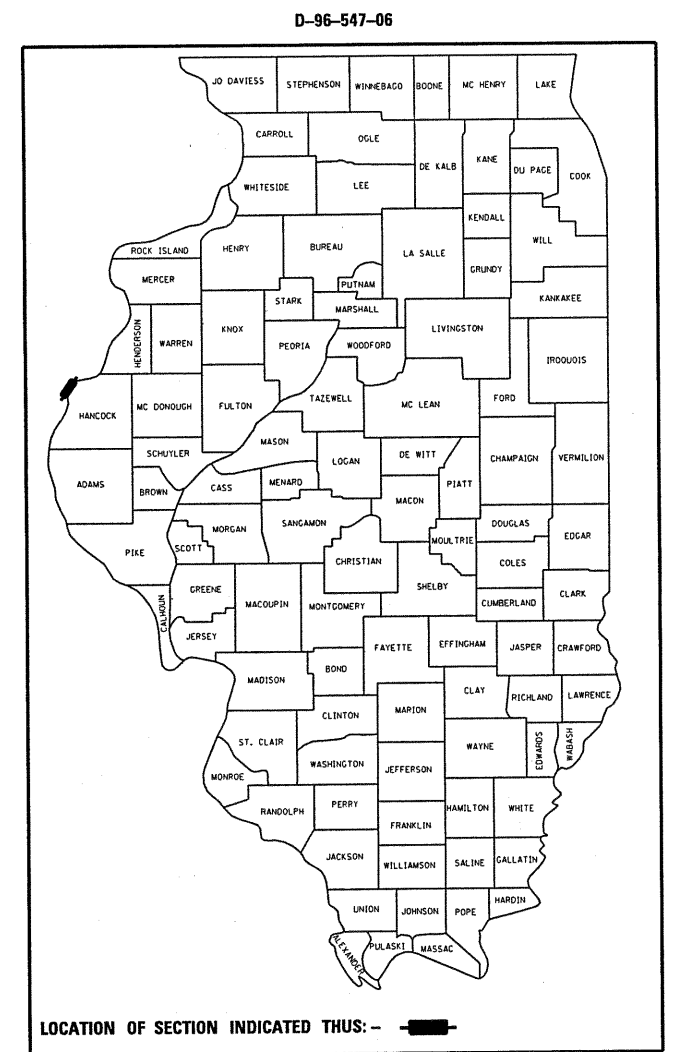 D–96–547–06
JO DAVIESS
STEPHENSON
WINNEBAGO
BOONE
MC HENRY
LAKE
CARROLL
OGLE
DE KALB
KANE
DU PAGE
COOK
WHITESIDE
LEE
KENDALL
WILL
ROCK ISLAND
HENRY
BUREAU
LA SALLE
GRUNDY
MERCER
PUTNAM
STARK
MARSHALL
KANKAKEE
HENDERSON
WARREN
KNOX
PEORIA
WOODFORD
LIVINGSTON
IROQUOIS
HANCOCK
MC DONOUGH
FULTON
TAZEWELL
MC LEAN
FORD
MASON
SCHUYLER
LOGAN
DE WITT
CHAMPAIGN
VERMILION
ADAMS
BROWN
CASS
MENARD
PIATT
MACON
MORGAN
SANGAMON
DOUGLAS
EDGAR
PIKE
SCOTT
CHRISTIAN
MOULTRIE
COLES
CALHOUN
GREENE
MACOUPIN
MONTGOMERY
SHELBY
CUMBERLAND
CLARK
JERSEY
FAYETTE
EFFINGHAM
JASPER
CRAWFORD
MADISON
BOND
CLAY
RICHLAND
LAWRENCE
CLINTON
MARION
ST. CLAIR
WAYNE
EDWARDS
WABASH
MONROE
WASHINGTON
JEFFERSON
RANDOLPH
PERRY
HAMILTON
WHITE
FRANKLIN
JACKSON
WILLIAMSON
SALINE
GALLATIN
UNION
JOHNSON
POPE
HARDIN
ALEXANDER
PULASKI
MASSAC
LOCATION OF SECTION INDICATED THUS: –